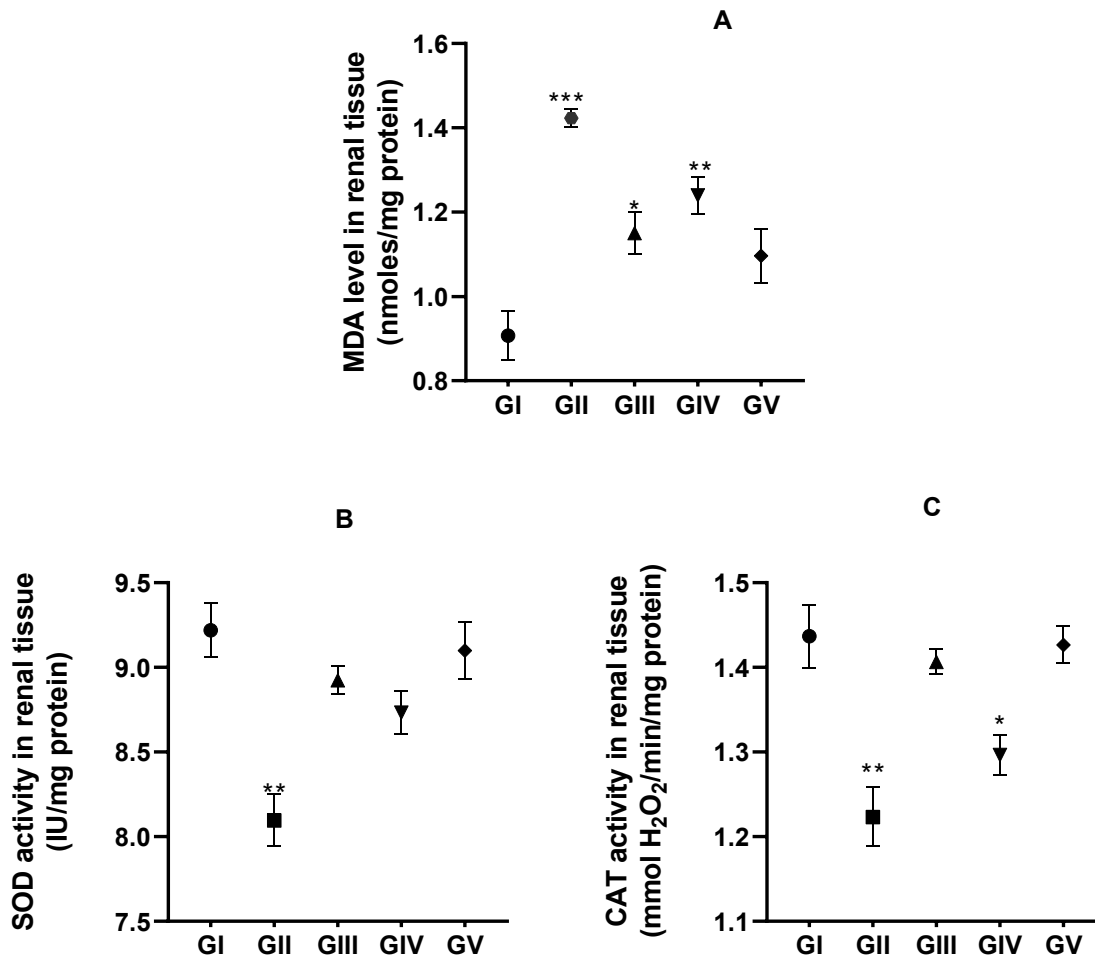 A
MDA level in renal tissue
(nmoles/mg protein)
1.6
1.4
1.2
1.0
0.8
***
*
**
GI GII GIII GIV GV
B
SOD activity in renal tissue
(IU/mg protein)
9.5
9.0
8.5
8.0
7.5
**
GI GII GIII GIV GV
C
CAT activity in renal tissue
(mmol H₂O₂/min/mg protein)
1.5
1.4
1.3
1.2
1.1
**
*
GI GII GIII GIV GV